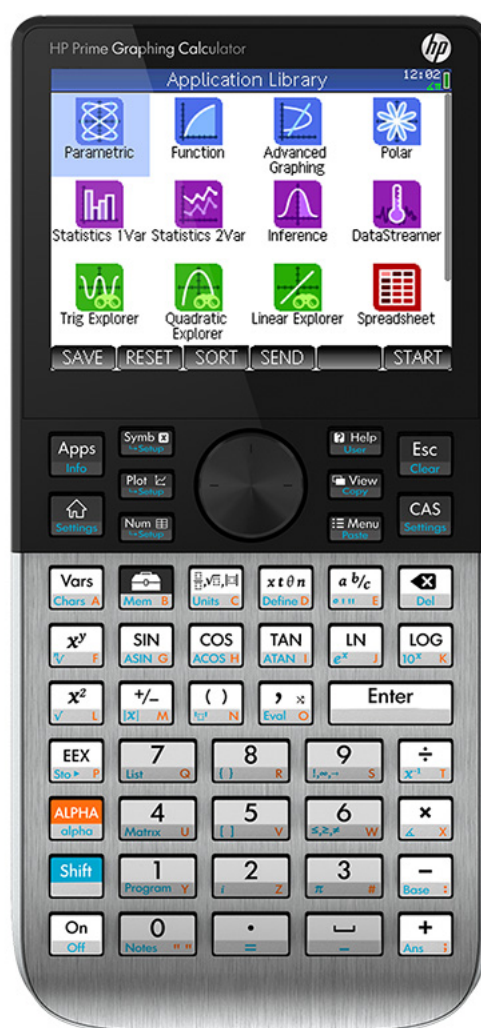 HP Prime Graphing Calculator hp
Application Library 12:02
Parametric Function Advanced Graphing Polar
Statistics 1Var Statistics 2Var Inference DataStreamer
Trig Explorer Quadratic Explorer Linear Explorer Spreadsheet
SAVE RESET SORT SEND START
Apps Info
Symb Setup
Help User
Esc Clear
Plot Setup
View Copy
Settings
Num Setup
Menu Paste
CAS Settings
Vars Chars A
Mem B
Units C
x t θ n Define D
a b/c E
Del
xʸ F
SIN ASIN G
COS ACOS H
TAN ATAN I
LN eˣ J
LOG 10ˣ K
x² √ L
+/- |x| M
( ) N
, Eval O
Enter
EEX Sto ▸ P
7 List Q
8 { } R
9 !,∞,→ S
÷ x⁻¹ T
ALPHA alpha
4 Matrix U
5 [ ] V
6 ≤,≥,≠ W
× ∡ X
Shift
1 Program Y
2 i Z
3 π #
− Base :
On Off
0 Notes " "
. =
_
+ Ans ;